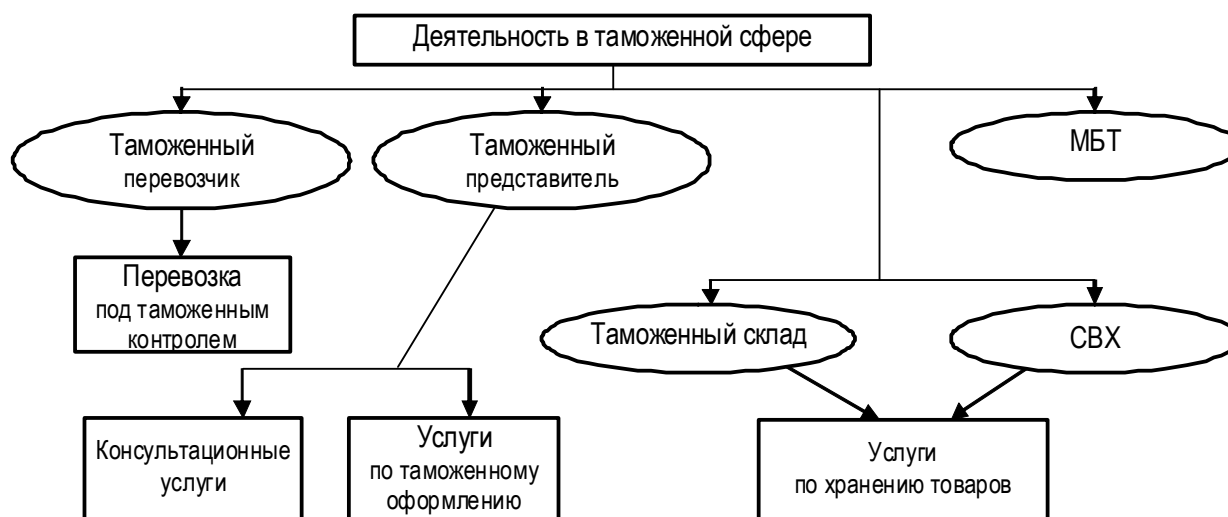 Деятельность в таможенной сфере
Таможенный
перевозчик
Таможенный
представитель
МБТ
Перевозка
под таможенным
контролем
Таможенный склад
СВХ
Консультационные
услуги
Услуги
по таможенному
оформлению
Услуги
по хранению товаров